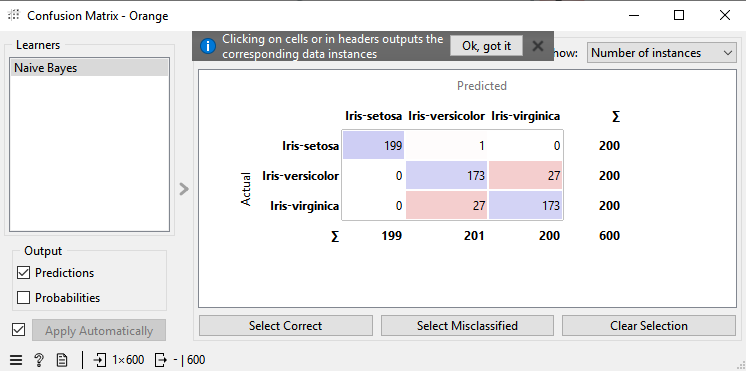 Confusion Matrix - Orange
Learners
Naive Bayes
Clicking on cells or in headers outputs the
corresponding data instances
Ok, got it
how:
Number of instances
Predicted
Iris-setosa Iris-versicolor Iris-virginica Σ
Iris-setosa 199 1 0 200
Actual
Iris-versicolor 0 173 27 200
Iris-virginica 0 27 173 200
Σ 199 201 200 600
Output
Predictions
Probabilities
Apply Automatically
Select Correct
Select Misclassified
Clear Selection
1×600
- | 600